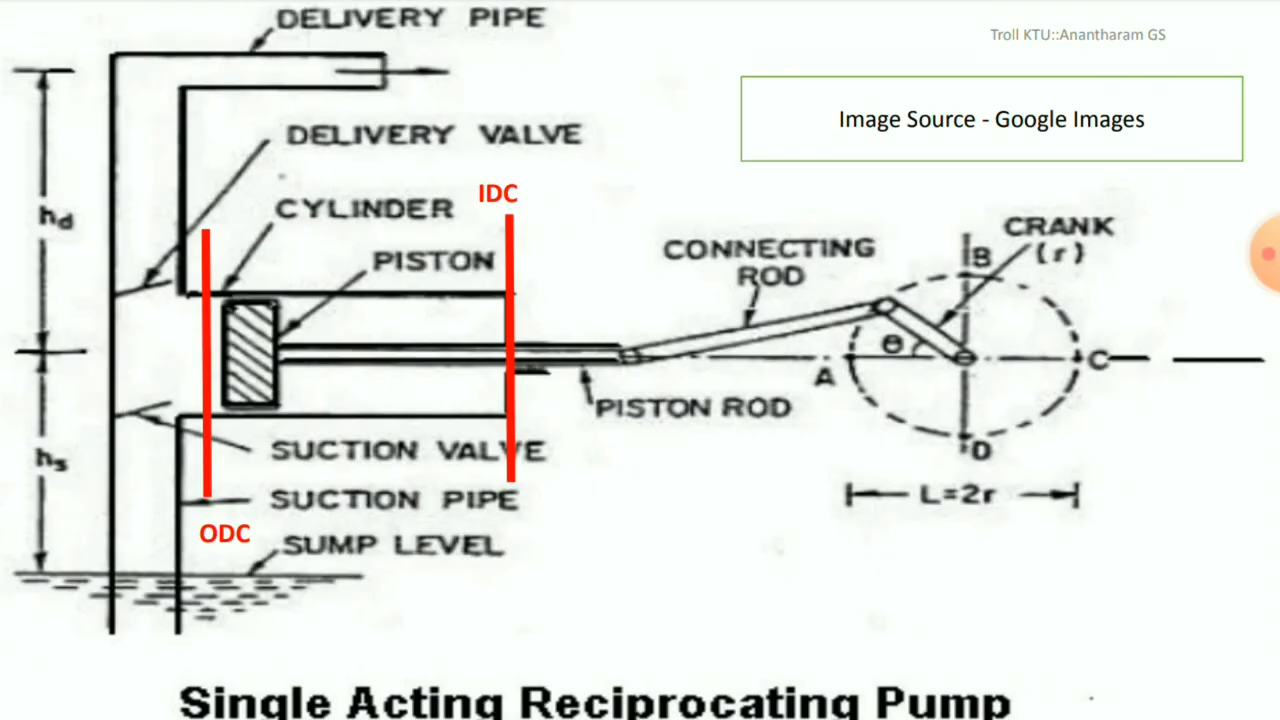 DELIVERY PIPE
Troll KTU::Anantharam GS
Image Source - Google Images
DELIVERY VALVE
hd
IDC
CYLINDER
PISTON
CONNECTING
ROD
CRANK
(r)
B
θ
A
C
PISTON ROD
D
hs
SUCTION VALVE
L=2r
SUCTION PIPE
ODC
SUMP LEVEL
Single Acting Reciprocating Pump